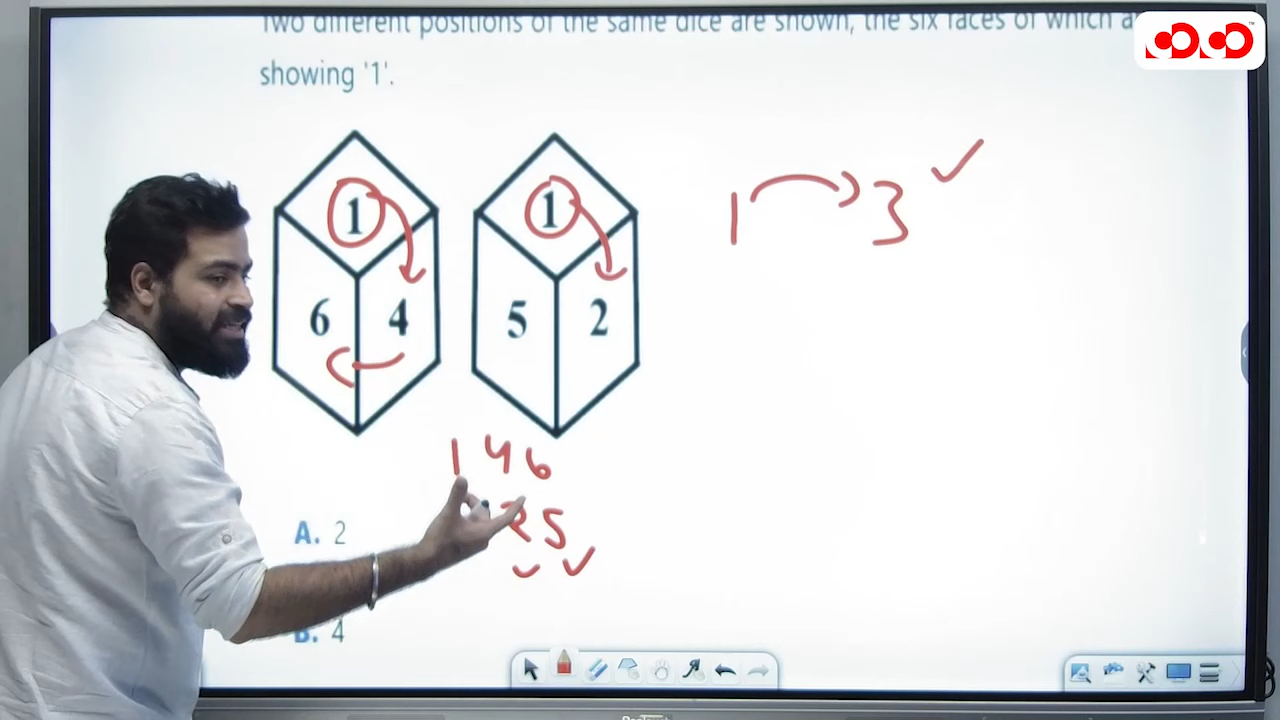 Two different positions of the same dice are shown, the six faces of which a
showing '1'.
1 1
6 4 5 2
1 3
1 4 6
2 5
A. 2
B. 4